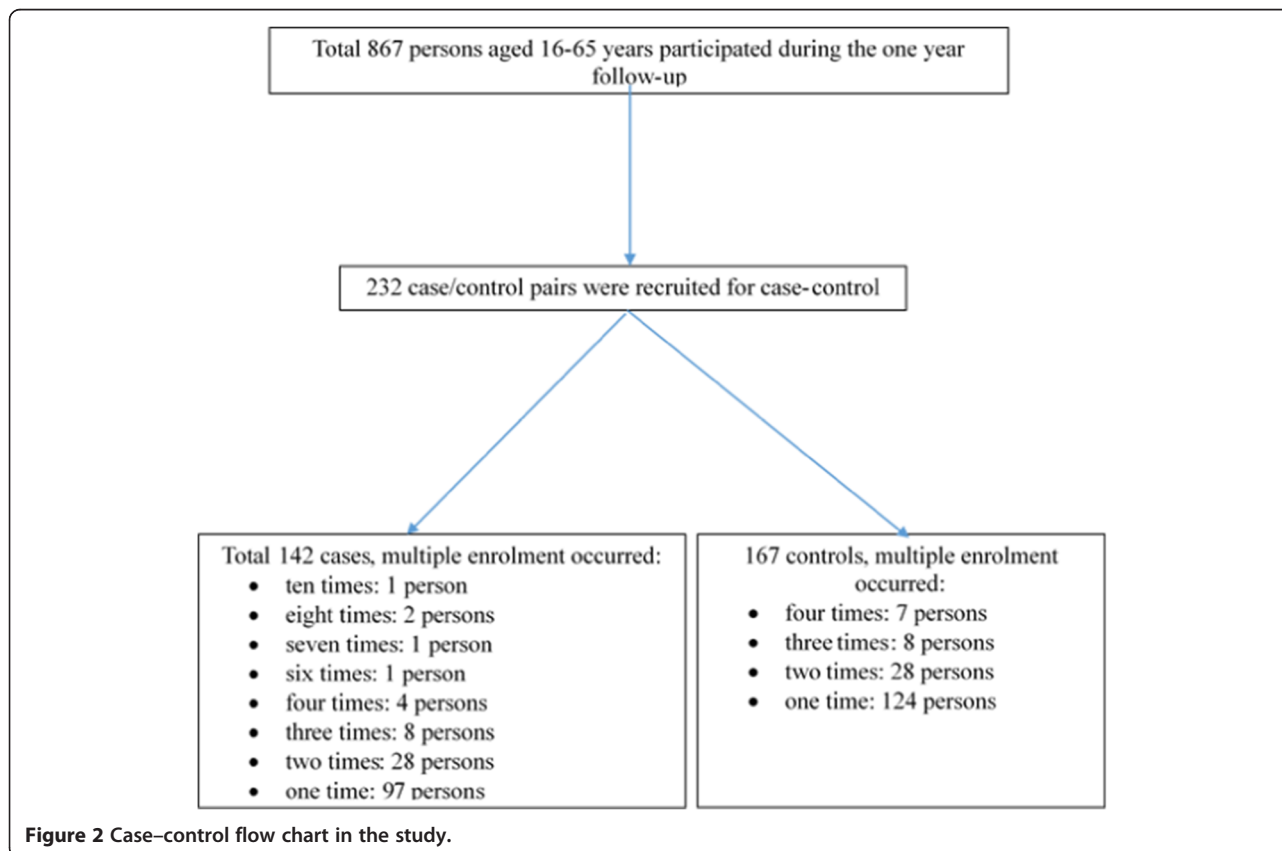 Total 867 persons aged 16-65 years participated during the one year
follow-up
232 case/control pairs were recruited for case-control
Total 142 cases, multiple enrolment occurred:
• ten times: 1 person
• eight times: 2 persons
• seven times: 1 person
• six times: 1 person
• four times: 4 persons
• three times: 8 persons
• two times: 28 persons
• one time: 97 persons
167 controls, multiple enrolment
occurred:
• four times: 7 persons
• three times: 8 persons
• two times: 28 persons
• one time: 124 persons
Figure 2 Case–control flow chart in the study.